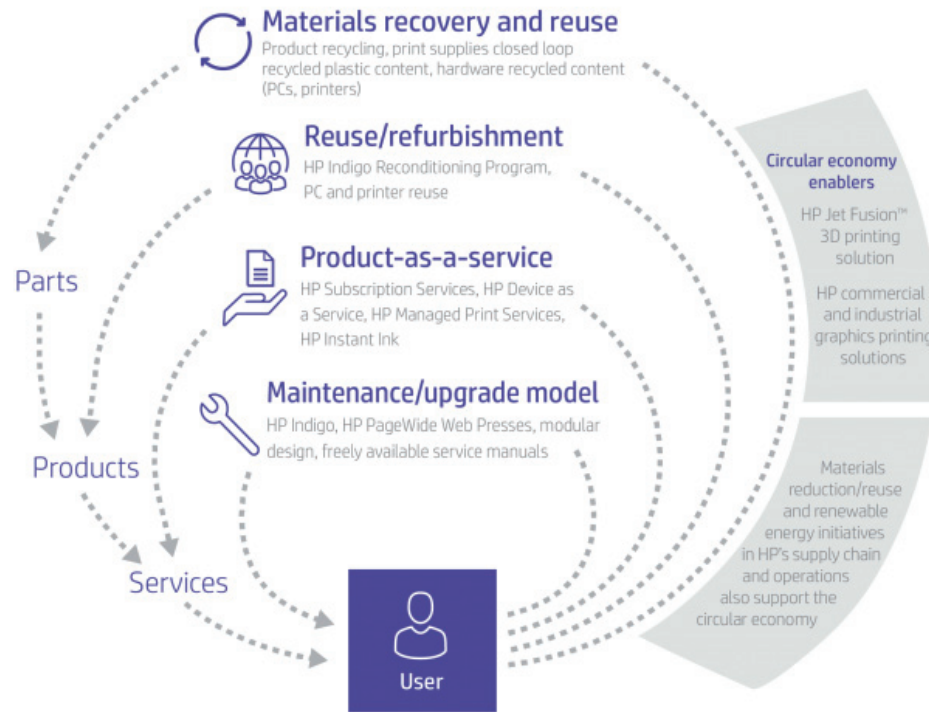 Materials recovery and reuse
Product recycling, print supplies closed loop
recycled plastic content, hardware recycled content
(PCs, printers)
Reuse/refurbishment
HP Indigo Reconditioning Program,
PC and printer reuse
Product-as-a-service
HP Subscription Services, HP Device as
a Service, HP Managed Print Services,
HP Instant Ink
Maintenance/upgrade model
HP Indigo, HP PageWide Web Presses, modular
design, freely available service manuals
Parts
Products
Services
User
Circular economy
enablers
HP Jet Fusion™
3D printing
solution
HP commercial
and industrial
graphics printing
solutions
Materials
reduction/reuse
and renewable
energy initiatives
in HP's supply chain
and operations
also support the
circular economy